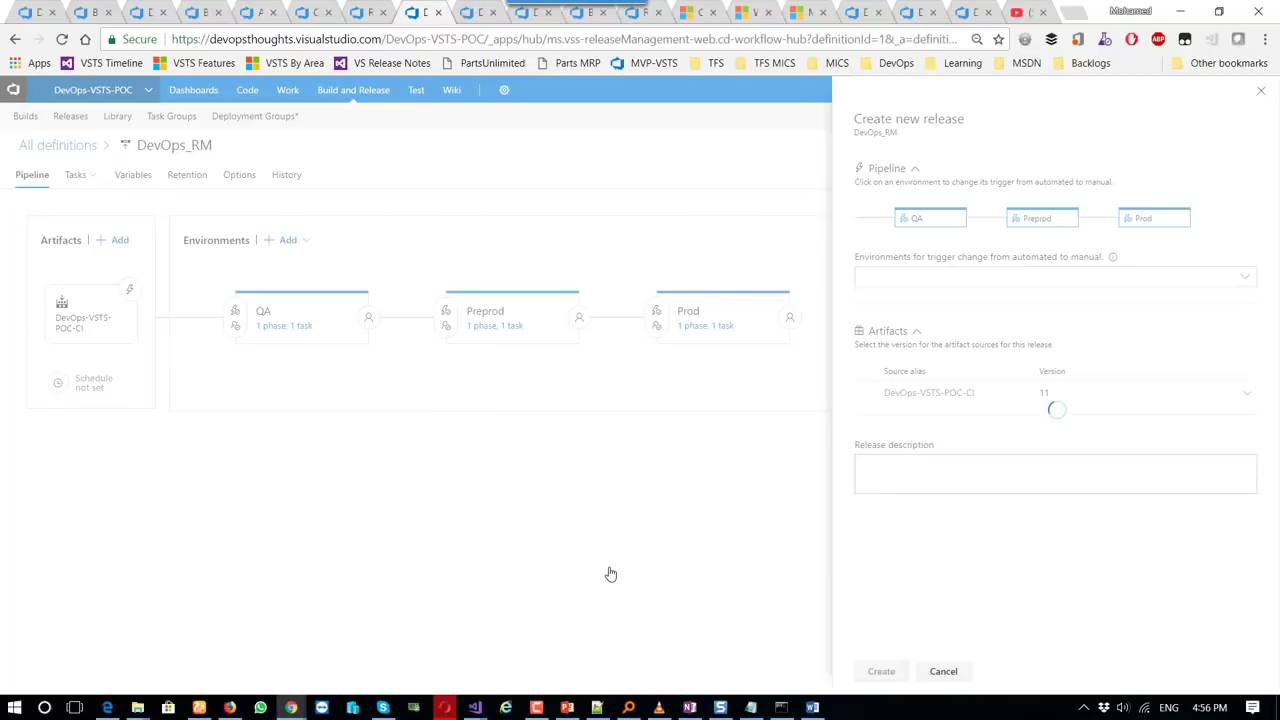 Mohamed
Secure https://devopsthoughts.visualstudio.com/DevOps-VSTS-POC/_apps/hub/ms.vss-releaseManagement-web.cd-workflow-hub?definitionId=1&_a=definiti...
Apps VSTS Timeline VSTS Features VSTS By Area VS Release Notes PartsUnlimited Parts MRP MVP-VSTS TFS TFS MICS MICS DevOps Learning MSDN Backlogs Other bookmarks
DevOps-VSTS-POC Dashboards Code Work Build and Release Test Wiki
Builds Releases Library Task Groups Deployment Groups*
All definitions > DevOps_RM
Pipeline Tasks Variables Retention Options History
Artifacts | + Add
Environments | + Add
DevOps-VSTS-
POC-CI
Schedule
not set
QA
1 phase, 1 task
Preprod
1 phase, 1 task
Prod
1 phase, 1 task
Create new release
DevOps_RM
Pipeline
Click on an environment to change its trigger from automated to manual.
QA Preprod Prod
Environments for trigger change from automated to manual.
Artifacts
Select the version for the artifact sources for this release
Source alias Version
DevOps-VSTS-POC-CI 11
Release description
Create Cancel
ENG 4:56 PM